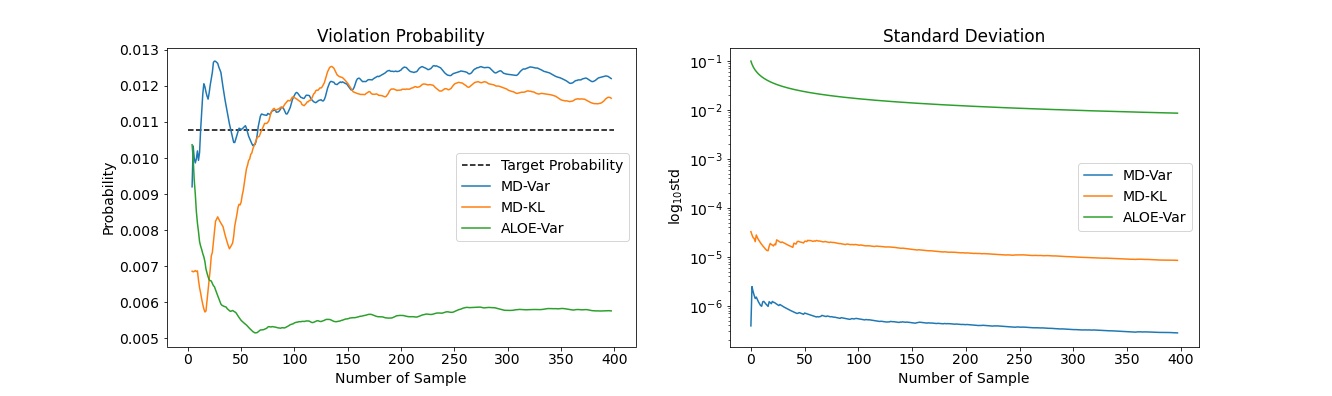 Violation Probability
0.013
0.012
0.011
0.010
0.009
0.008
0.007
0.006
0.005
Probability
0 50 100 150 200 250 300 350 400
Number of Sample
Target Probability
MD-Var
MD-KL
ALOE-Var
Standard Deviation
10⁻¹
10⁻²
10⁻³
10⁻⁴
10⁻⁵
10⁻⁶
log₁₀std
0 50 100 150 200 250 300 350 400
Number of Sample
MD-Var
MD-KL
ALOE-Var